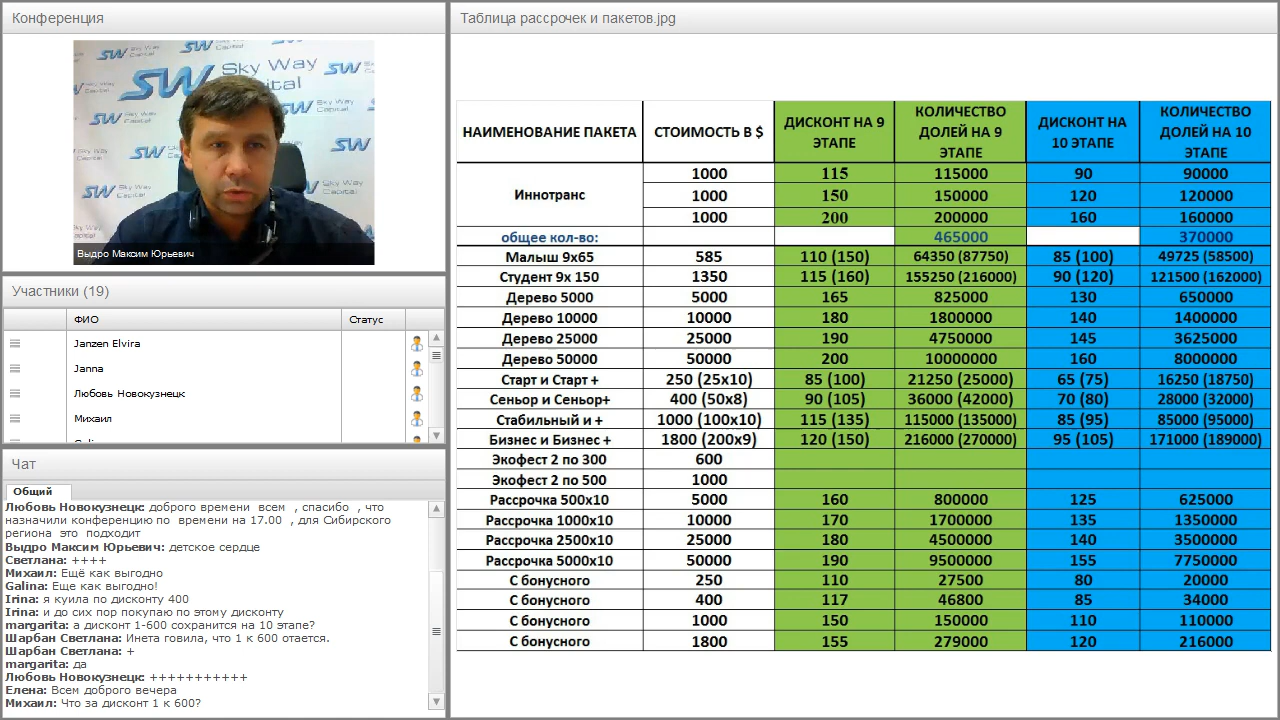 Конференция
SW Sky Way Capital
Выдро Максим Юрьевич
Участники (19)
ФИО Статус
Janzen Elvira
Janna
Любовь Новокузнецк
Михаил
Чат
Общий
Любовь Новокузнецк: доброго времени всем , спасибо , что
назначили конференцию по времени на 17.00 , для Сибирского
региона это подходит
Выдро Максим Юрьевич: детское сердце
Светлана: ++++
Михаил: Ещё как выгодно
Galina: Еще как выгодно!
Irina: я куила по дисконту 400
Irina: и до сих пор покупаю по этому дисконту
margarita: а дисконт 1-600 сохранится на 10 этапе?
Шарбан Светлана: Инета говила, что 1 к 600 отается.
Шарбан Светлана: +
margarita: да
Любовь Новокузнецк: +++++++++++
Елена: Всем доброго вечера
Михаил: Что за дисконт 1 к 600?
Таблица рассрочек и пакетов.jpg
НАИМЕНОВАНИЕ ПАКЕТА СТОИМОСТЬ В $ ДИСКОНТ НА 9 ЭТАПЕ КОЛИЧЕСТВО ДОЛЕЙ НА 9 ЭТАПЕ ДИСКОНТ НА 10 ЭТАПЕ КОЛИЧЕСТВО ДОЛЕЙ НА 10 ЭТАПЕ
Иннотранс 1000 115 115000 90 90000
1000 150 150000 120 120000
1000 200 200000 160 160000
общее кол-во: 465000 370000
Малыш 9х65 585 110 (150) 64350 (87750) 85 (100) 49725 (58500)
Студент 9х 150 1350 115 (160) 155250 (216000) 90 (120) 121500 (162000)
Дерево 5000 5000 165 825000 130 650000
Дерево 10000 10000 180 1800000 140 1400000
Дерево 25000 25000 190 4750000 145 3625000
Дерево 50000 50000 200 10000000 160 8000000
Старт и Старт + 250 (25х10) 85 (100) 21250 (25000) 65 (75) 16250 (18750)
Сеньор и Сеньор+ 400 (50х8) 90 (105) 36000 (42000) 70 (80) 28000 (32000)
Стабильный и + 1000 (100х10) 115 (135) 115000 (135000) 85 (95) 85000 (95000)
Бизнес и Бизнес + 1800 (200х9) 120 (150) 216000 (270000) 95 (105) 171000 (189000)
Экофест 2 по 300 600
Экофест 2 по 500 1000
Рассрочка 500х10 5000 160 800000 125 625000
Рассрочка 1000х10 10000 170 1700000 135 1350000
Рассрочка 2500х10 25000 180 4500000 140 3500000
Рассрочка 5000х10 50000 190 9500000 155 7750000
С бонусного 250 110 27500 80 20000
С бонусного 400 117 46800 85 34000
С бонусного 1000 150 150000 110 110000
С бонусного 1800 155 279000 120 216000